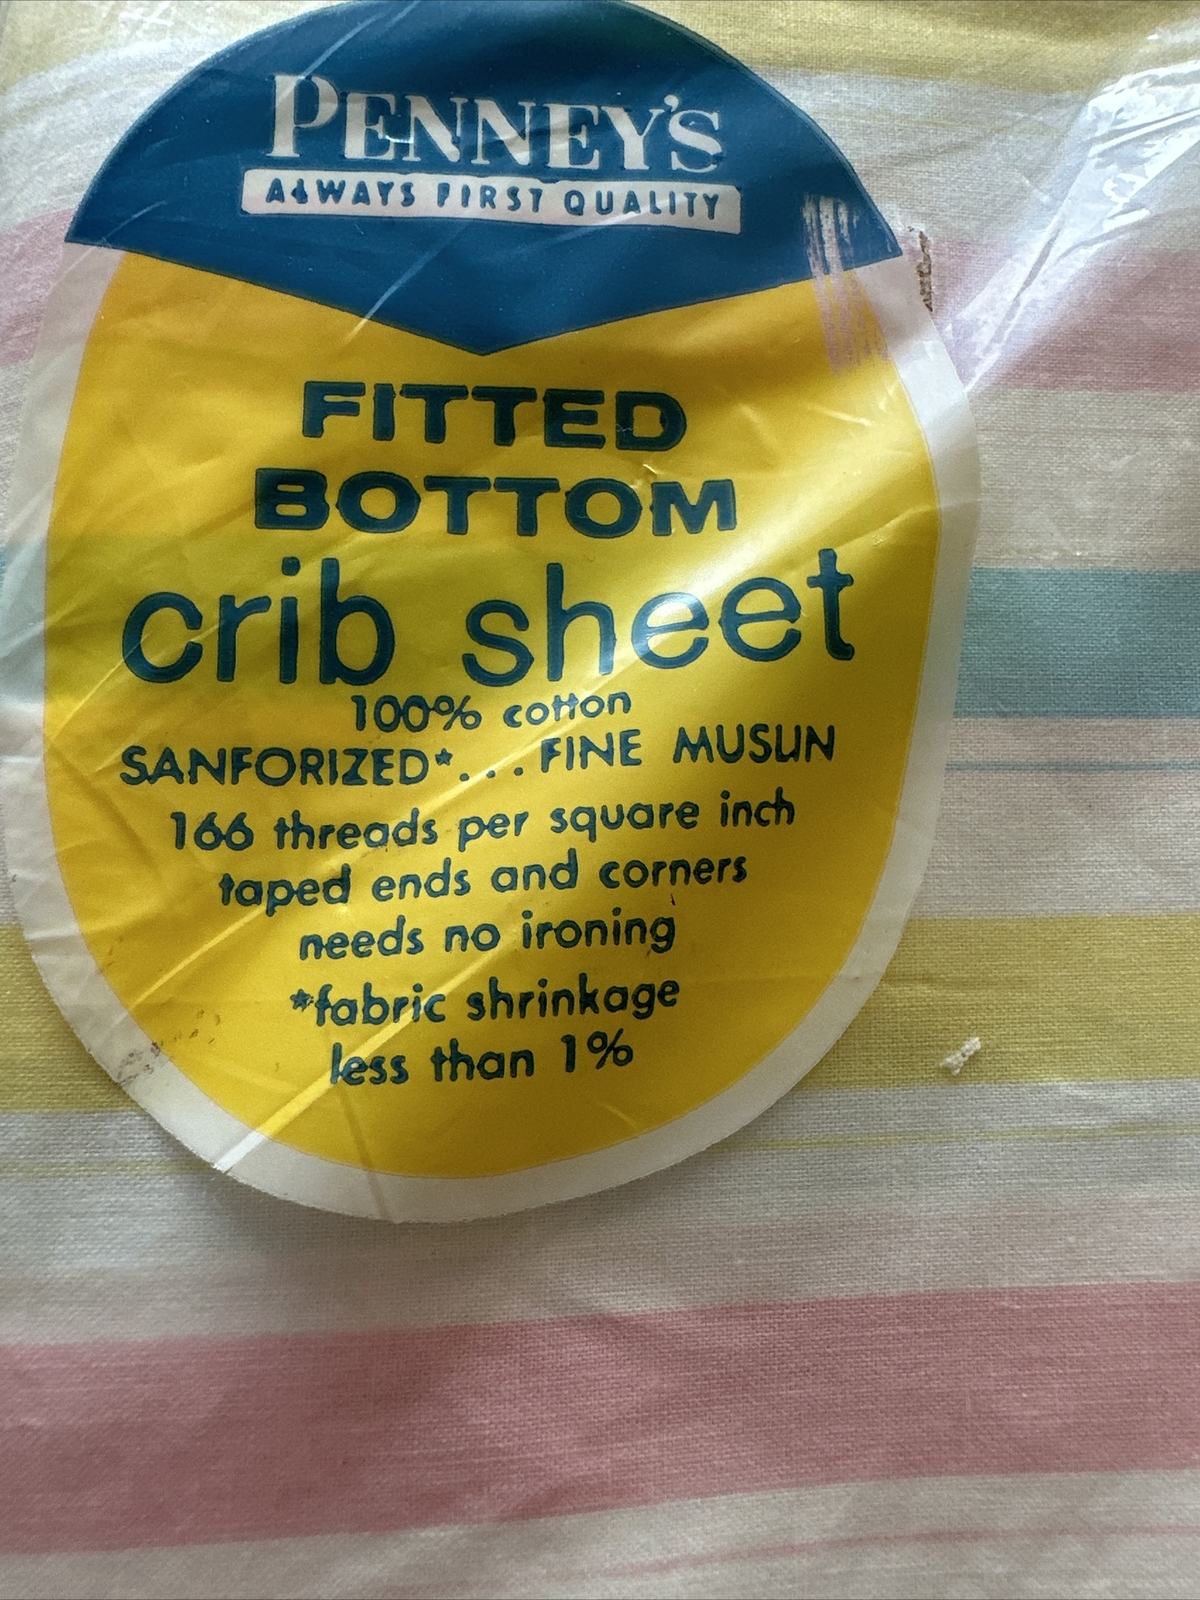 PENNEY'S
ALWAYS FIRST QUALITY
FITTED
BOTTOM
crib sheet
100% cotton
SANFORIZED*... FINE MUSLIN
166 threads per square inch
taped ends and corners
needs no ironing
*fabric shrinkage
less than 1%